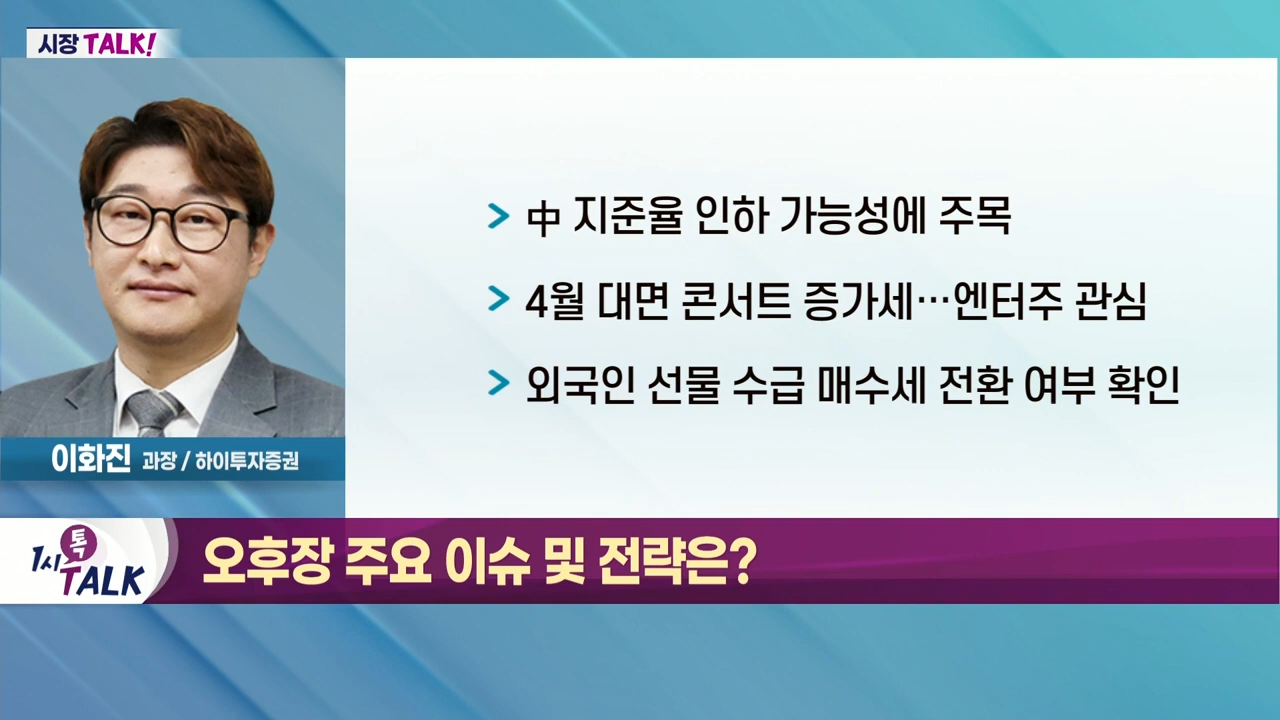 시장 TALK!
> 中 지준율 인하 가능성에 주목
> 4월 대면 콘서트 증가세…엔터주 관심
> 외국인 선물 수급 매수세 전환 여부 확인
이화진 과장 / 하이투자증권
1시 톡 TALK
오후장 주요 이슈 및 전략은?